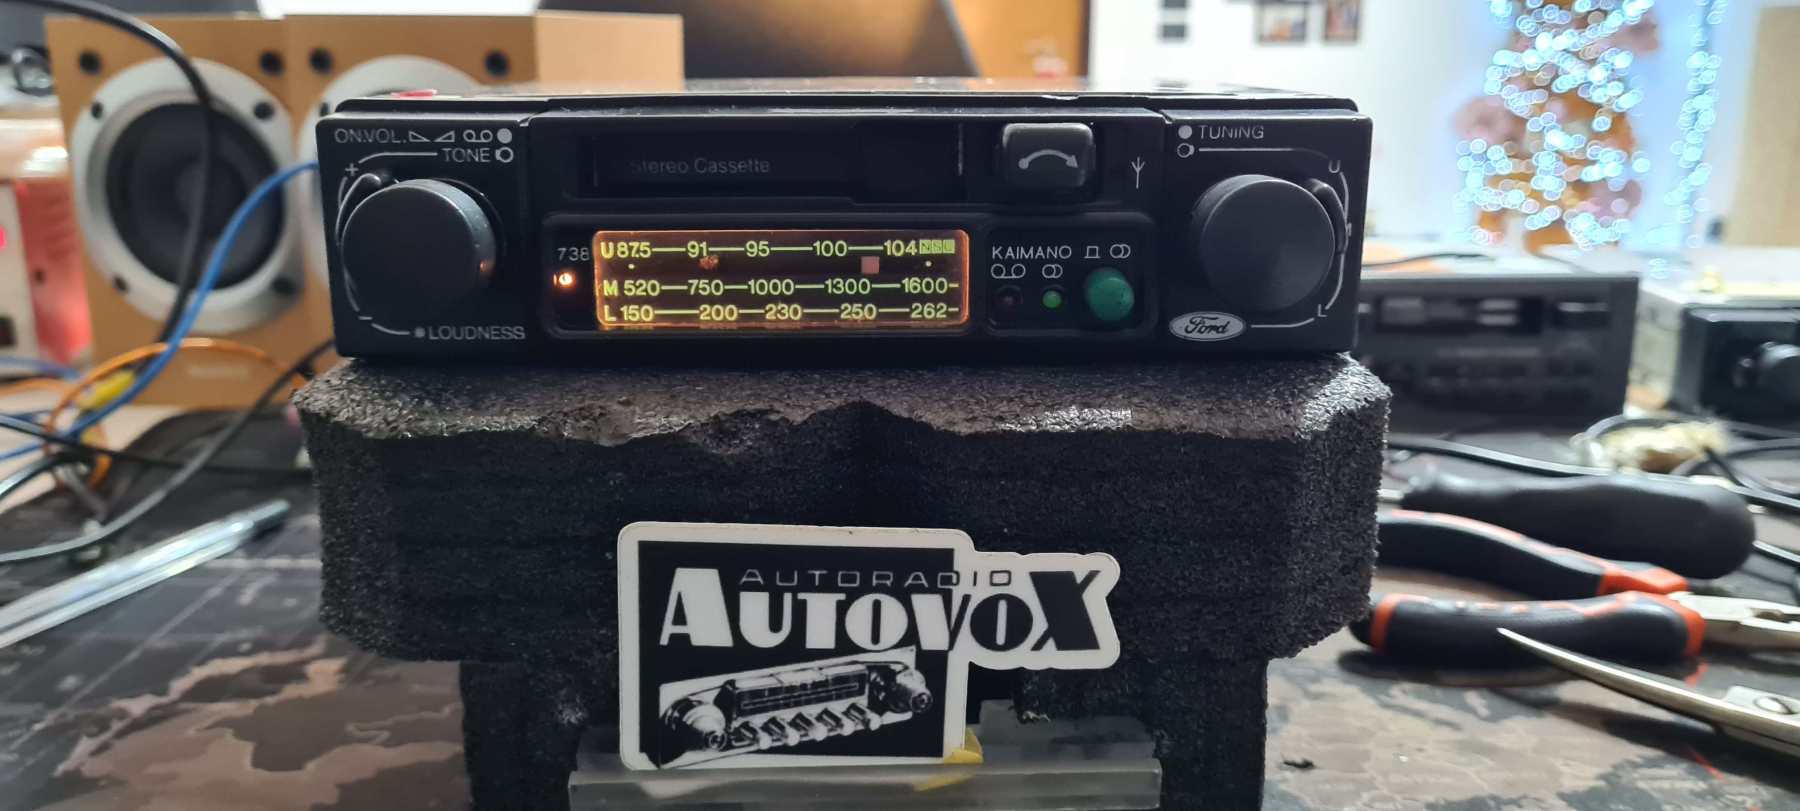 ON.VOL.
TONE
+
-
LOUDNESS
Stereo Cassette
TUNING
U
M
L
738
U 87.5 91 95 100 104 NSC
M 520 750 1000 1300 1600
L 150 200 230 250 262
KAIMANO
Ford
AUTORADIO
AUTOVOX